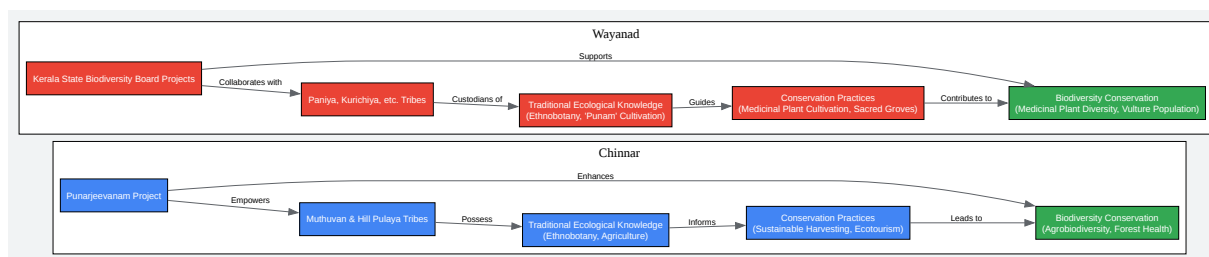 Wayanad
Supports
Kerala State Biodiversity Board Projects
Collaborates with
Paniya, Kurichiya, etc. Tribes
Custodians of
Traditional Ecological Knowledge
(Ethnobotany, 'Punam' Cultivation)
Guides
Conservation Practices
(Medicinal Plant Cultivation, Sacred Groves)
Contributes to
Biodiversity Conservation
(Medicinal Plant Diversity, Vulture Population)
Chinnar
Enhances
Punarjeevanam Project
Empowers
Muthuvan & Hill Pulaya Tribes
Possess
Traditional Ecological Knowledge
(Ethnobotany, Agriculture)
Informs
Conservation Practices
(Sustainable Harvesting, Ecotourism)
Leads to
Biodiversity Conservation
(Agrobiodiversity, Forest Health)